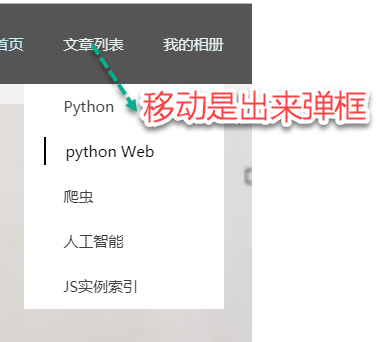 首页 文章列表 我的相册
移动是出来弹框
Python
python Web
爬虫
人工智能
JS实例索引